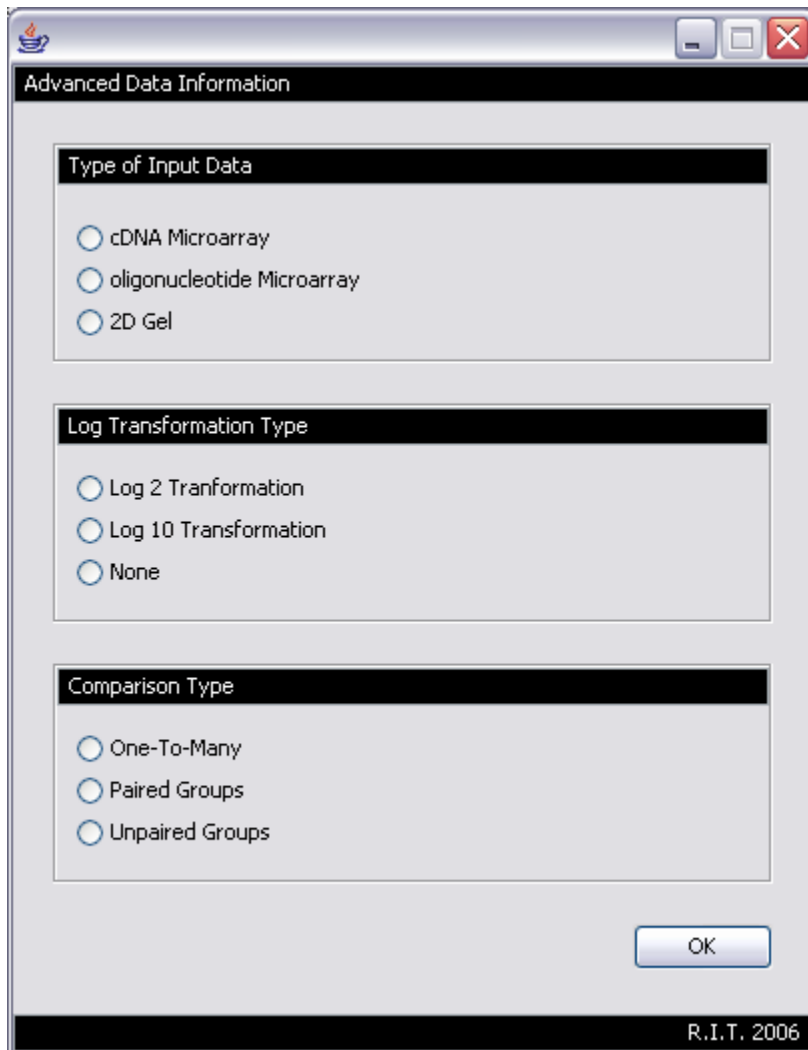 Advanced Data Information
Type of Input Data
cDNA Microarray
oligonucleotide Microarray
2D Gel
Log Transformation Type
Log 2 Tranformation
Log 10 Transformation
None
Comparison Type
One-To-Many
Paired Groups
Unpaired Groups
OK
R.I.T. 2006